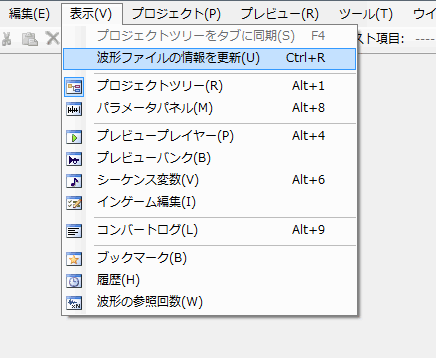 編集(E) 表示(V) プロジェクト(P) プレビュー(R) ツール(T)
プロジェクトツリーをタブに同期(S) F4
スト項目: ----
波形ファイルの情報を更新(U) Ctrl+R
プロジェクトツリー(R) Alt+1
パラメータパネル(M) Alt+8
プレビュープレイヤー(P) Alt+4
プレビューバンク(B)
シーケンス変数(V) Alt+6
インゲーム編集(I)
コンバートログ(L) Alt+9
ブックマーク(B)
履歴(H)
波形の参照回数(W)